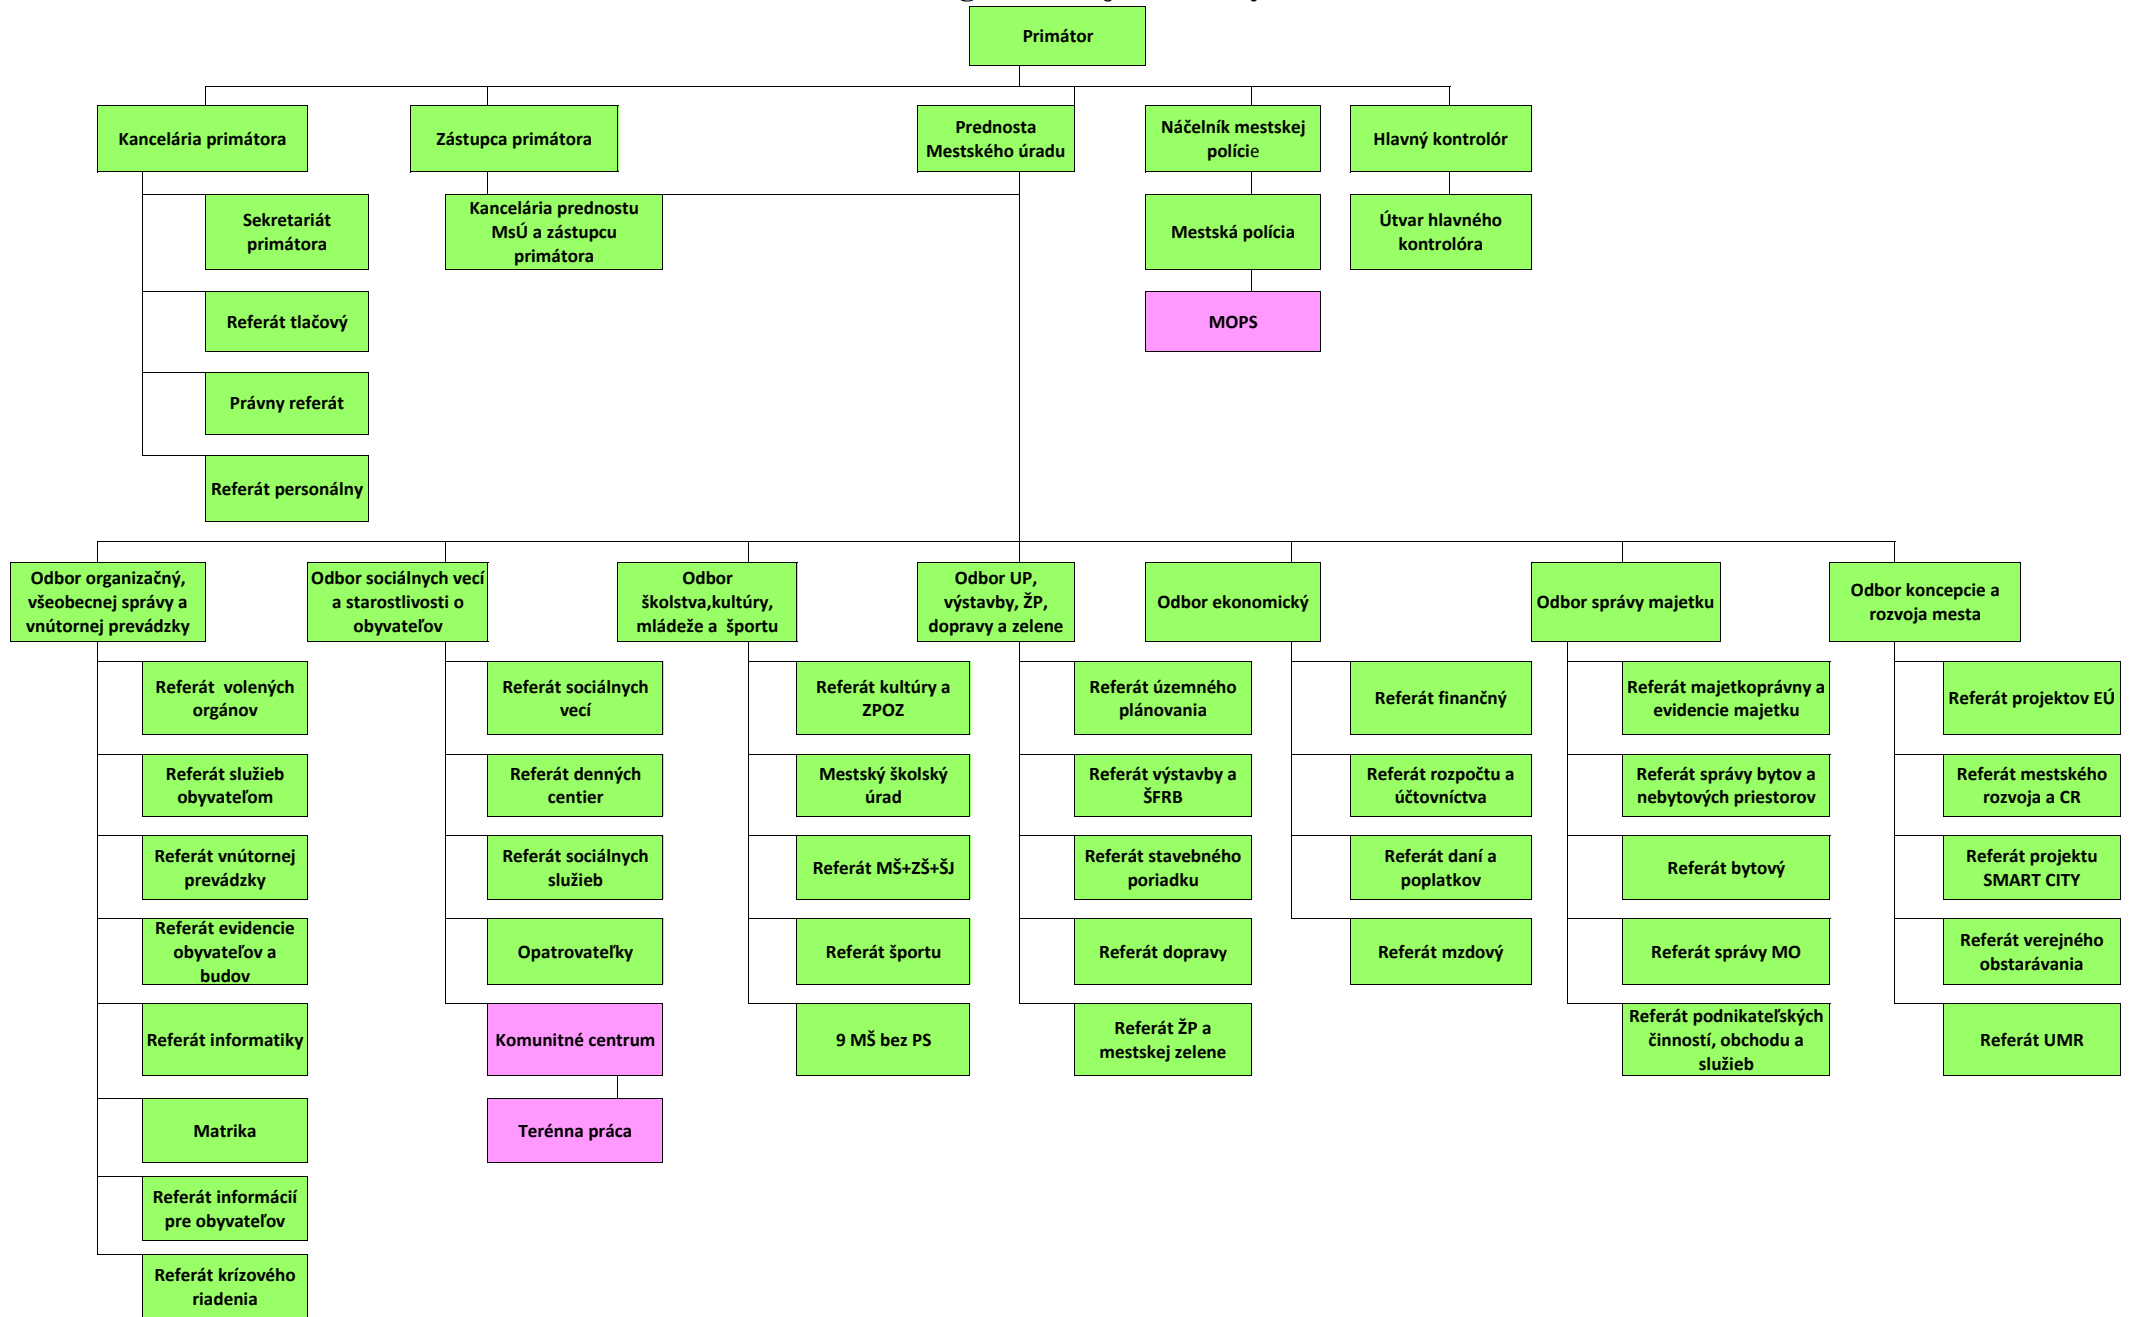 Primátor
Kancelária primátora
Zástupca primátora
Prednosta
Mestského úradu
Náčelník mestskej
polície
Hlavný kontrolór
Sekretariát
primátora
Kancelária prednostu
MsÚ a zástupcu
primátora
Mestská polícia
Útvar hlavného
kontrolóra
Referát tlačový
MOPS
Právny referát
Referát personálny
Odbor organizačný,
všeobecnej správy a
vnútornej prevádzky
Odbor sociálnych vecí
a starostlivosti o
obyvateľov
Odbor
školstva,kultúry,
mládeže a  športu
Odbor UP,
výstavby, ŽP,
dopravy a zelene
Odbor ekonomický
Odbor správy majetku
Odbor koncepcie a
rozvoja mesta
Referát  volených
orgánov
Referát sociálnych
vecí
Referát kultúry a
ZPOZ
Referát územného
plánovania
Referát finančný
Referát majetkoprávny a
evidencie majetku
Referát projektov EÚ
Referát služieb
obyvateľom
Referát denných
centier
Mestský školský
úrad
Referát výstavby a
ŠFRB
Referát rozpočtu a
účtovníctva
Referát správy bytov a
nebytových priestorov
Referát mestského
rozvoja a CR
Referát vnútornej
prevádzky
Referát sociálnych
služieb
Referát MŠ+ZŠ+ŠJ
Referát stavebného
poriadku
Referát daní a
poplatkov
Referát bytový
Referát projektu
SMART CITY
Referát evidencie
obyvateľov a
budov
Opatrovateľky
Referát športu
Referát dopravy
Referát mzdový
Referát správy MO
Referát verejného
obstarávania
Referát informatiky
Komunitné centrum
9 MŠ bez PS
Referát ŽP a
mestskej zelene
Referát podnikateľských
činností, obchodu a
služieb
Referát UMR
Matrika
Terénna práca
Referát informácií
pre obyvateľov
Referát krízového
riadenia